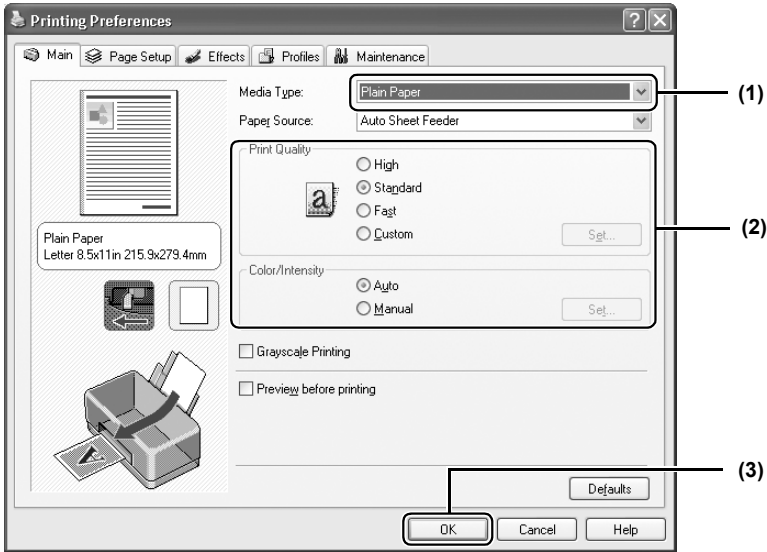 Printing Preferences
Main Page Setup Effects Profiles Maintenance
Media Type: Plain Paper (1)
Paper Source: Auto Sheet Feeder
Print Quality
High
a Standard
Fast
Custom Set... (2)
Plain Paper
Letter 8.5x11in 215.9x279.4mm
Color/Intensity
Auto
Manual Set...
Grayscale Printing
Preview before printing
A
(3)
Defaults
OK Cancel Help